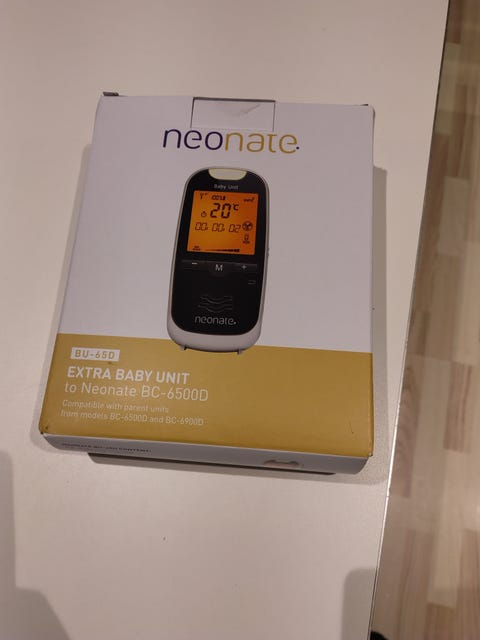 neonate.
Baby Unit
20°C
00:00:02
- M +
neonate.
BU-65D
EXTRA BABY UNIT
to Neonate BC-6500D
Compatible with parent units
from models BC-6500D and BC-6900D